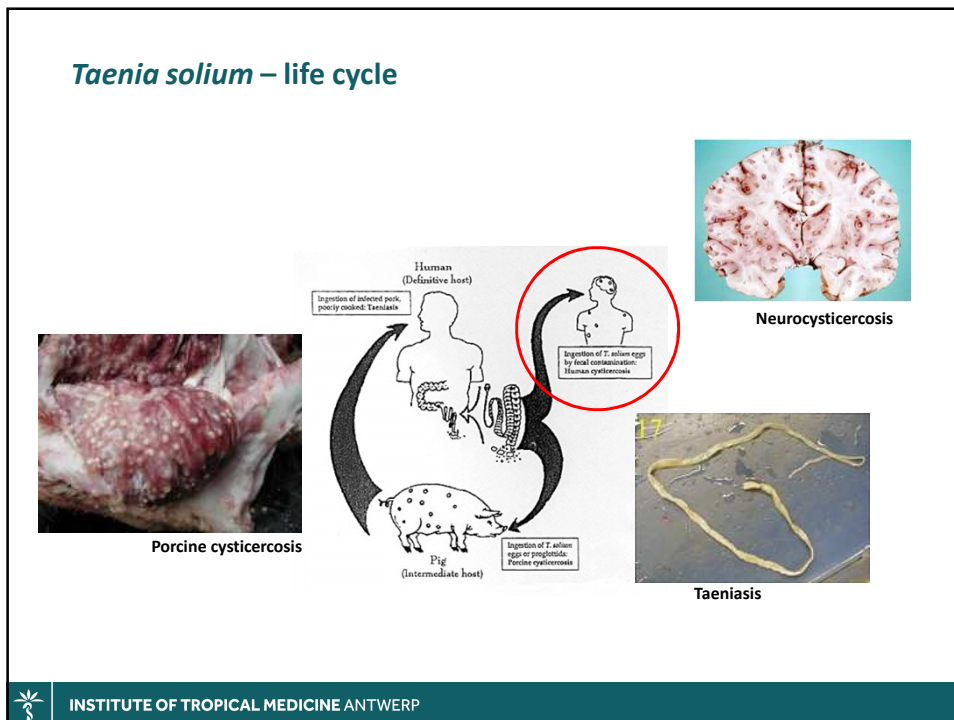 Taenia solium – life cycle
Neurocysticercosis
Human
(Definitive host)
Ingestion of infected pork,
poorly cooked: Taeniasis
Ingestion of T. solium eggs
by fecal contamination:
Human cysticercosis
17
Porcine cysticercosis
Ingestion of T. solium
eggs or proglottids:
Porcine cysticercosis
Pig
(Intermediate host)
Taeniasis
INSTITUTE OF TROPICAL MEDICINE ANTWERP